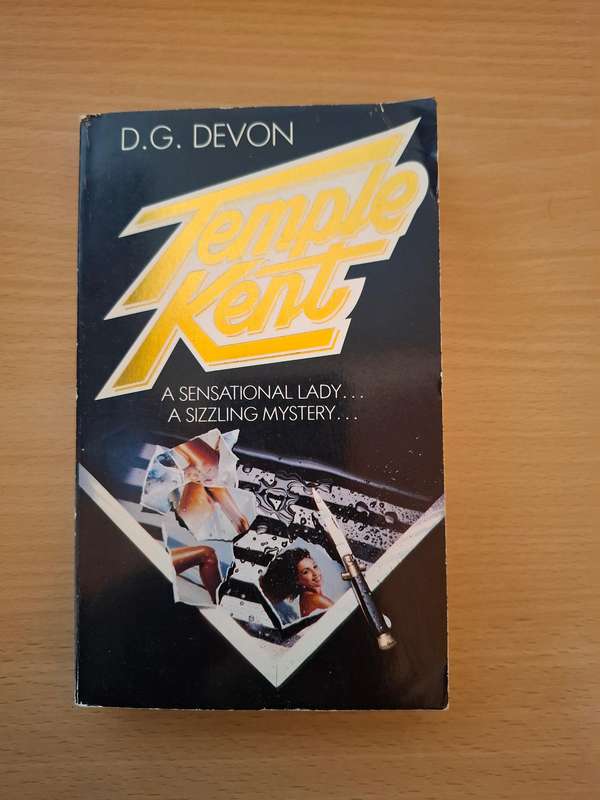 D.G. DEVON
Temple
Kent
A SENSATIONAL LADY...
A SIZZLING MYSTERY...